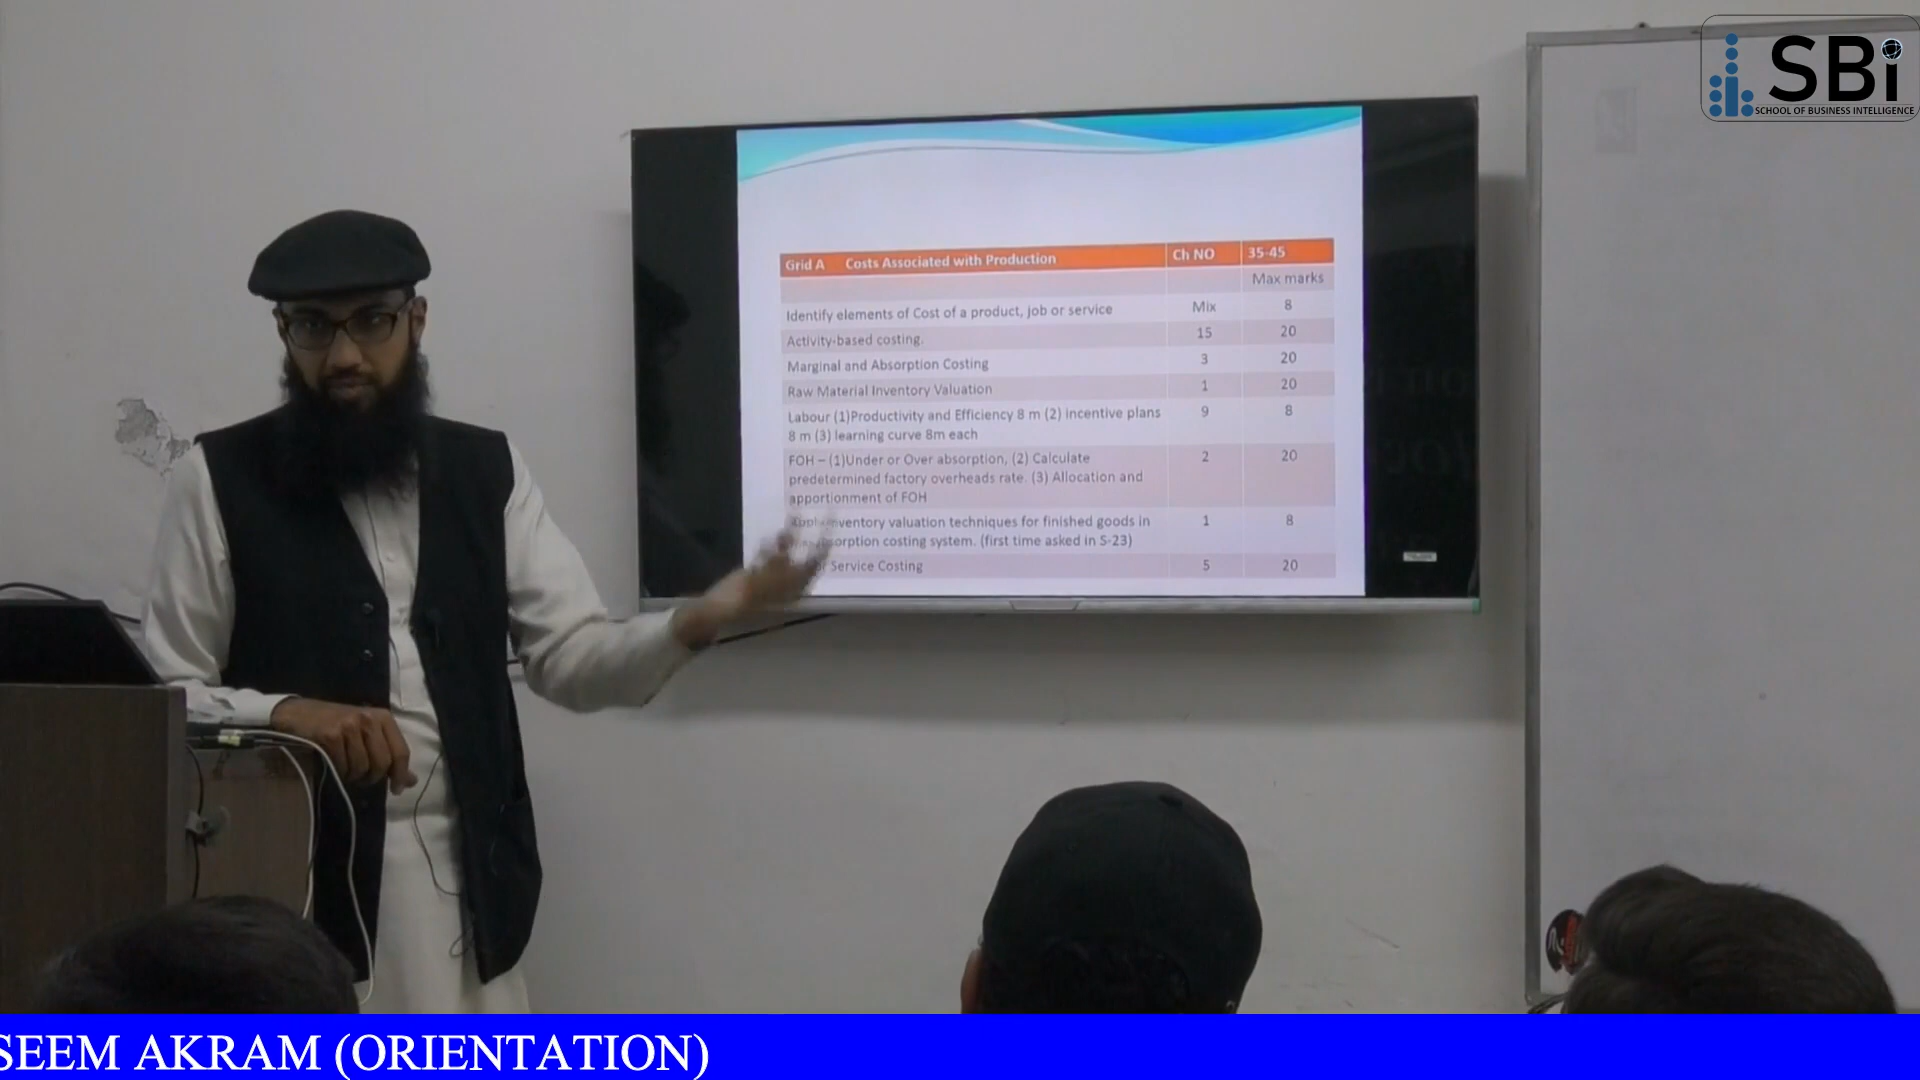 SBi
SCHOOL OF BUSINESS INTELLIGENCE
Grid A Costs Associated with Production Ch NO 35-45
Max marks
Identify elements of Cost of a product, job or service Mix 8
Activity-based costing. 15 20
Marginal and Absorption Costing 3 20
Raw Material Inventory Valuation 1 20
Labour (1)Productivity and Efficiency 8 m (2) incentive plans 9 8
8 m (3) learning curve 8m each
FOH – (1)Under or Over absorption, (2) Calculate 2 20
predetermined factory overheads rate. (3) Allocation and
apportionment of FOH
inventory valuation techniques for finished goods in 1 8
absorption costing system. (first time asked in S-23)
Service Costing 5 20
SEEM AKRAM (ORIENTATION)